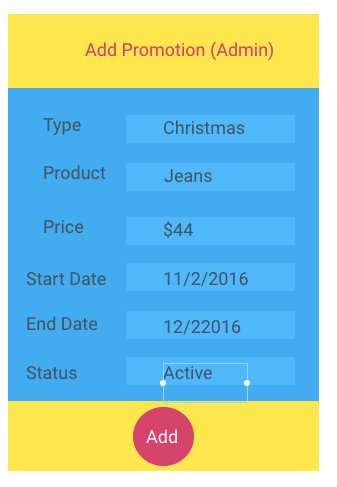 Add Promotion (Admin)
Type Christmas
Product Jeans
Price $44
Start Date 11/2/2016
End Date 12/22016
Status Active
Add